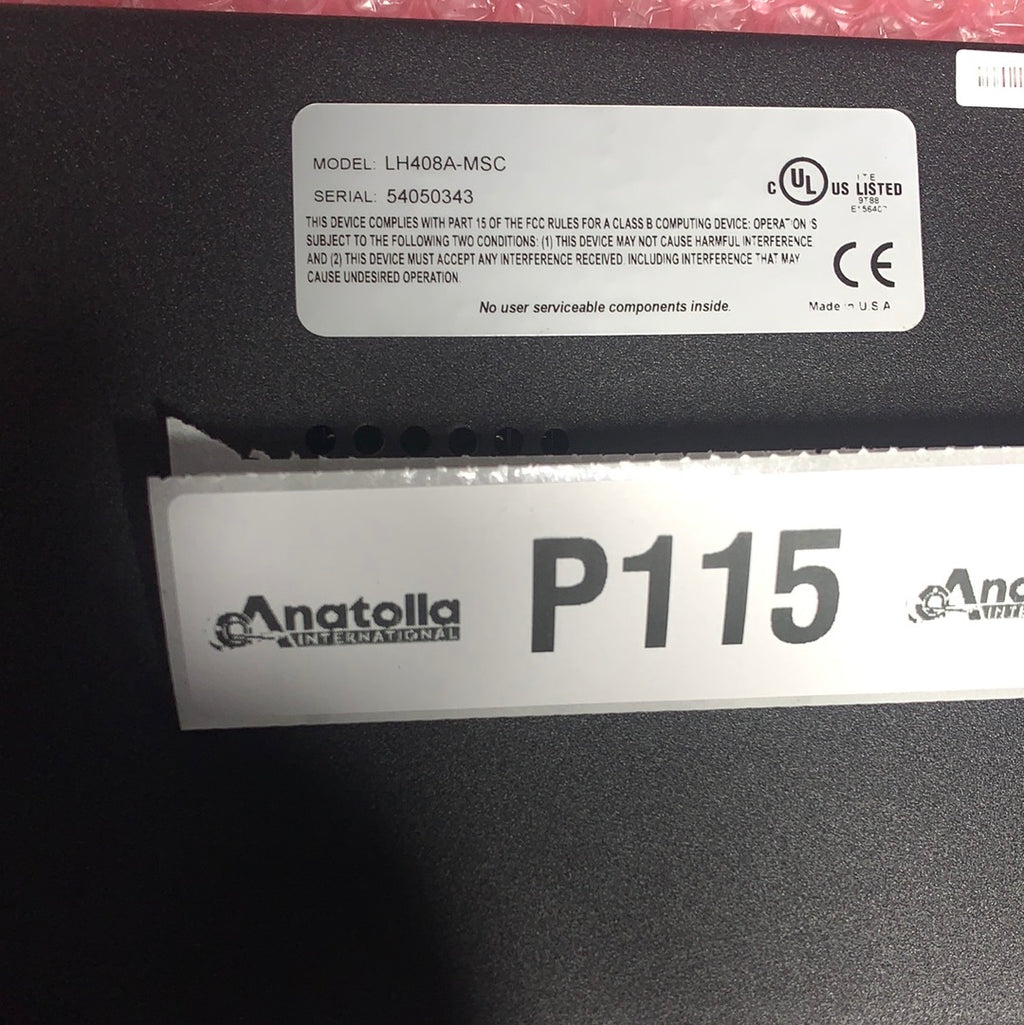 MODEL: LH408A-MSC
SERIAL: 54050343
C UL US LISTED
9T88
THIS DEVICE COMPLIES WITH PART 15 OF THE FCC RULES FOR A CLASS B COMPUTING DEVICE: OPERATION IS
SUBJECT TO THE FOLLOWING TWO CONDITIONS: (1) THIS DEVICE MAY NOT CAUSE HARMFUL INTERFERENCE
AND (2) THIS DEVICE MUST ACCEPT ANY INTERFERENCE RECEIVED. INCLUDING INTERFERENCE THAT MAY
CAUSE UNDESIRED OPERATION.
CE
No user serviceable components inside.
Made in U.S.A
Anatolla
INTERNATIONAL
P115